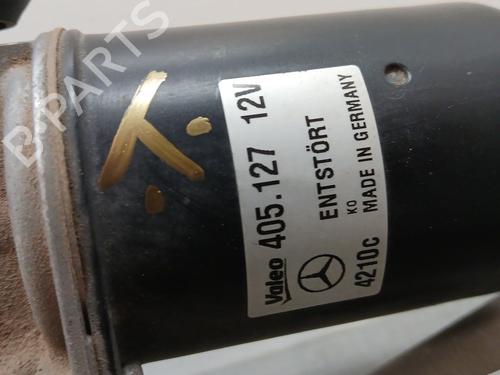 B-PARTS
Valeo 405.127 12V
ENTSTÖRT
KO
4210c MADE IN GERMANY